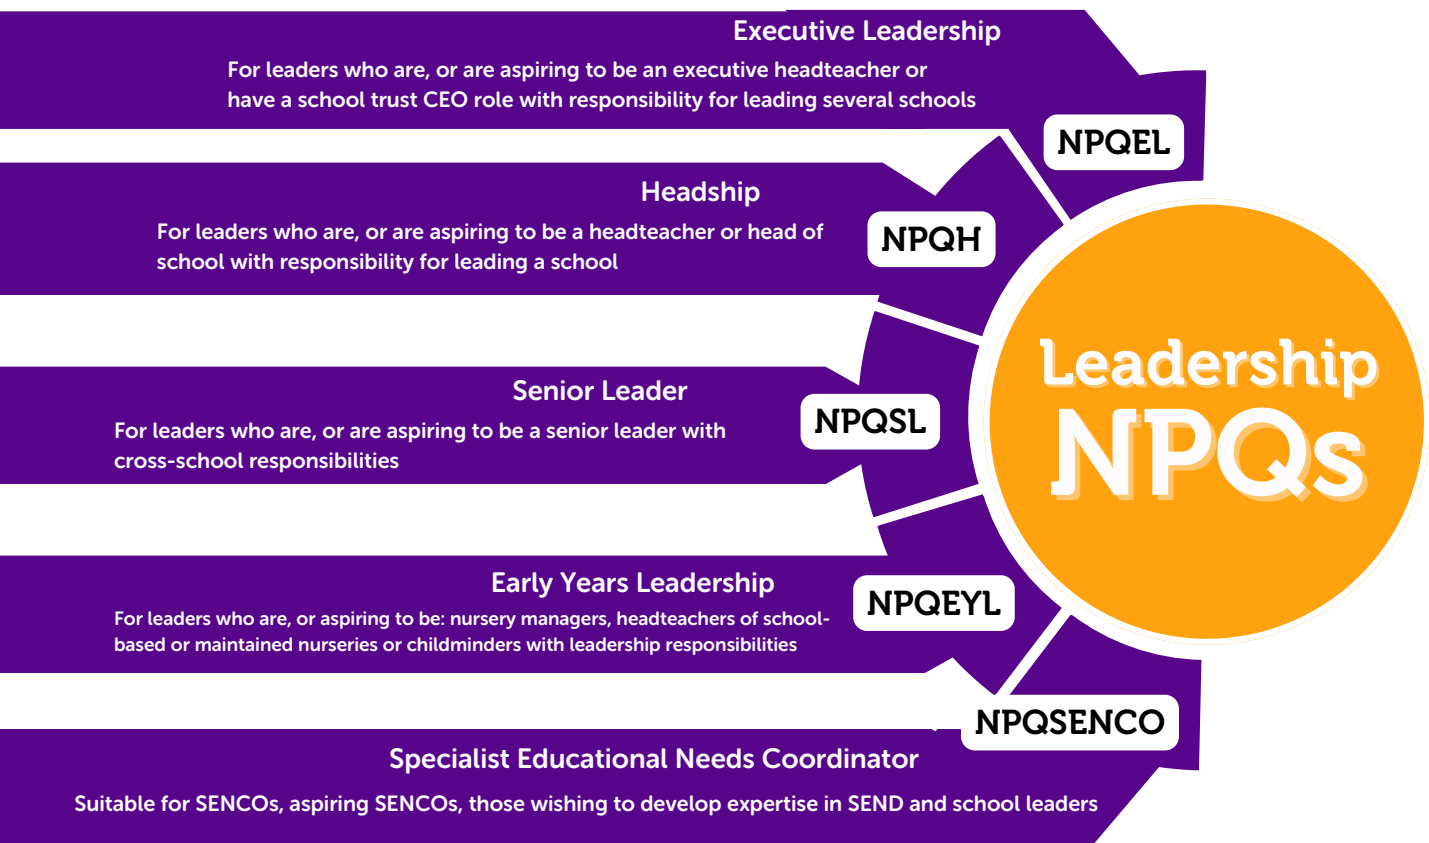 Executive Leadership
For leaders who are, or are aspiring to be an executive headteacher or
have a school trust CEO role with responsibility for leading several schools
NPQEL
Headship
For leaders who are, or are aspiring to be a headteacher or head of
school with responsibility for leading a school
NPQH
Senior Leader
For leaders who are, or are aspiring to be a senior leader with
cross-school responsibilities
NPQSL
Early Years Leadership
For leaders who are, or aspiring to be: nursery managers, headteachers of school-
based or maintained nurseries or childminders with leadership responsibilities
NPQEYL
Specialist Educational Needs Coordinator
Suitable for SENCOs, aspiring SENCOs, those wishing to develop expertise in SEND and school leaders
NPQSENCO
Leadership
NPQs